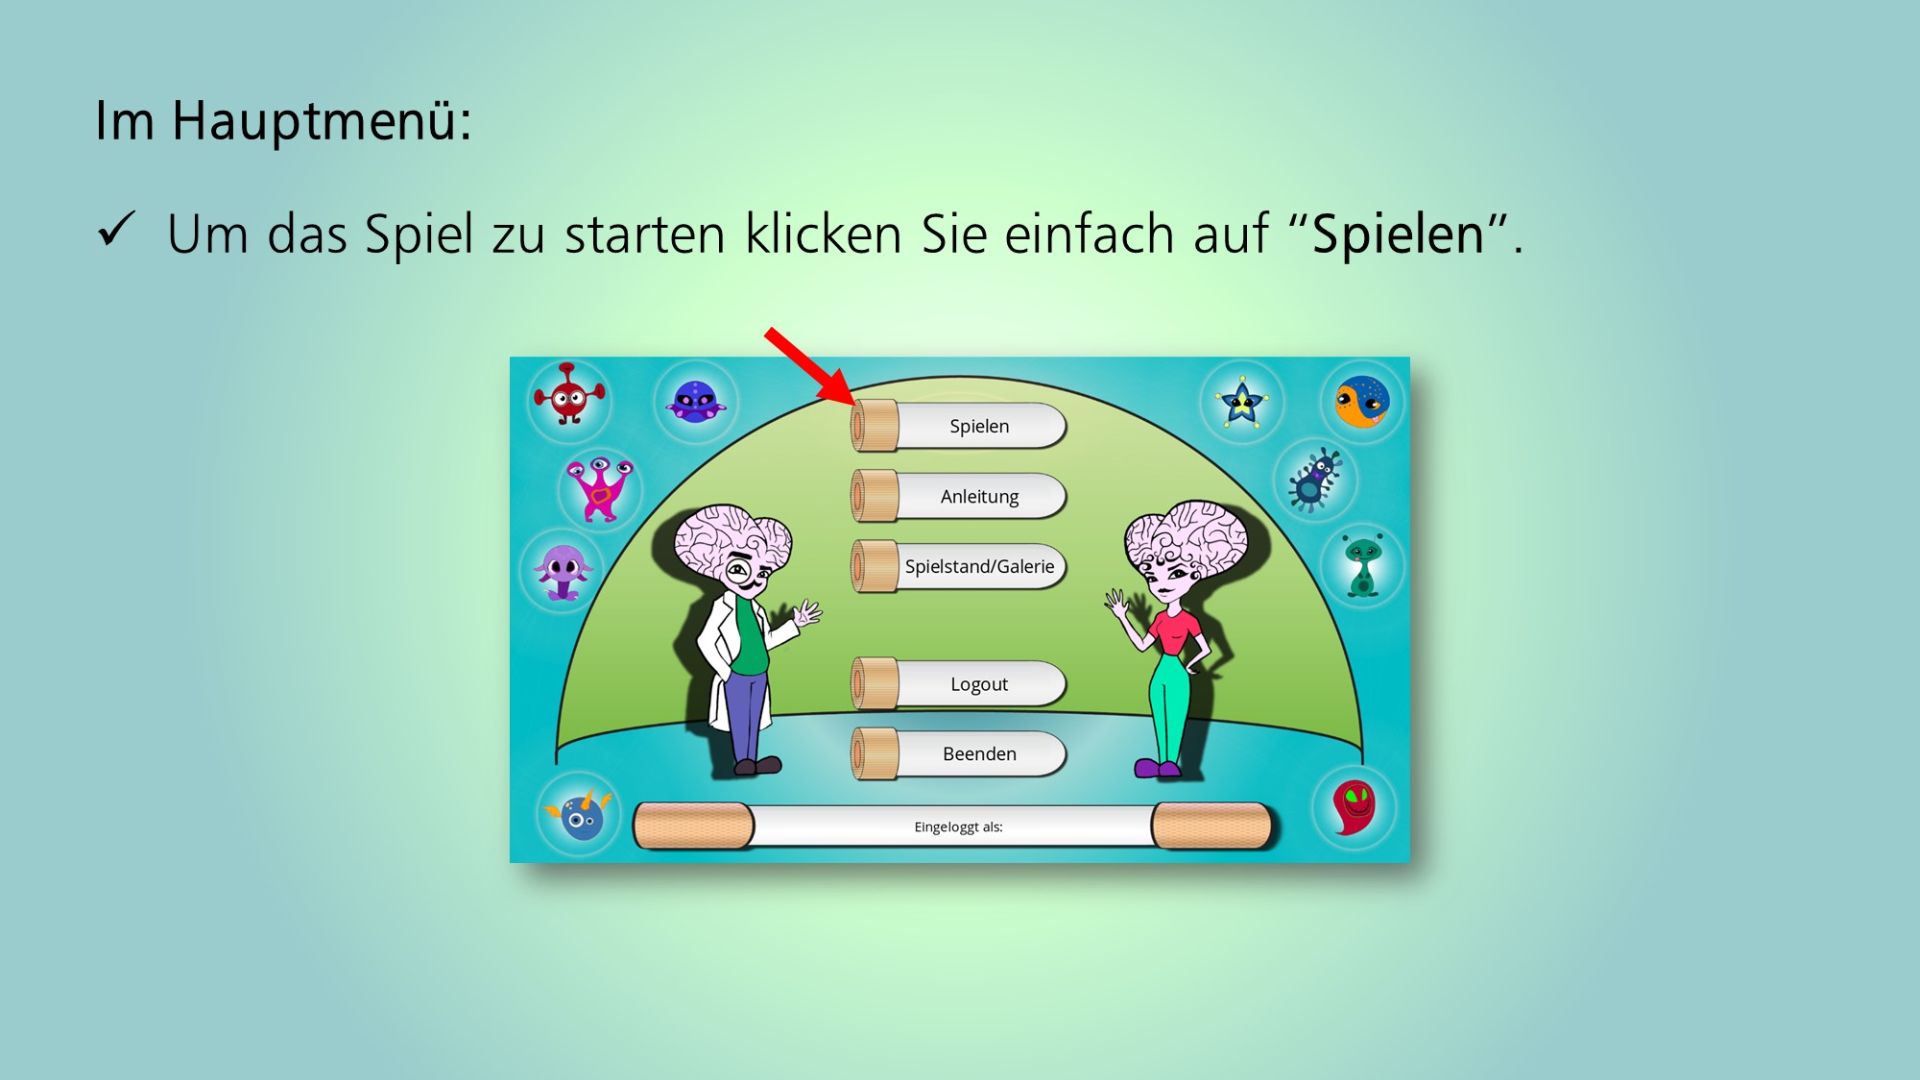 Im Hauptmenü:
✓ Um das Spiel zu starten klicken Sie einfach auf “Spielen”.
Spielen
Anleitung
Spielstand/Galerie
Logout
Beenden
Eingeloggt als: